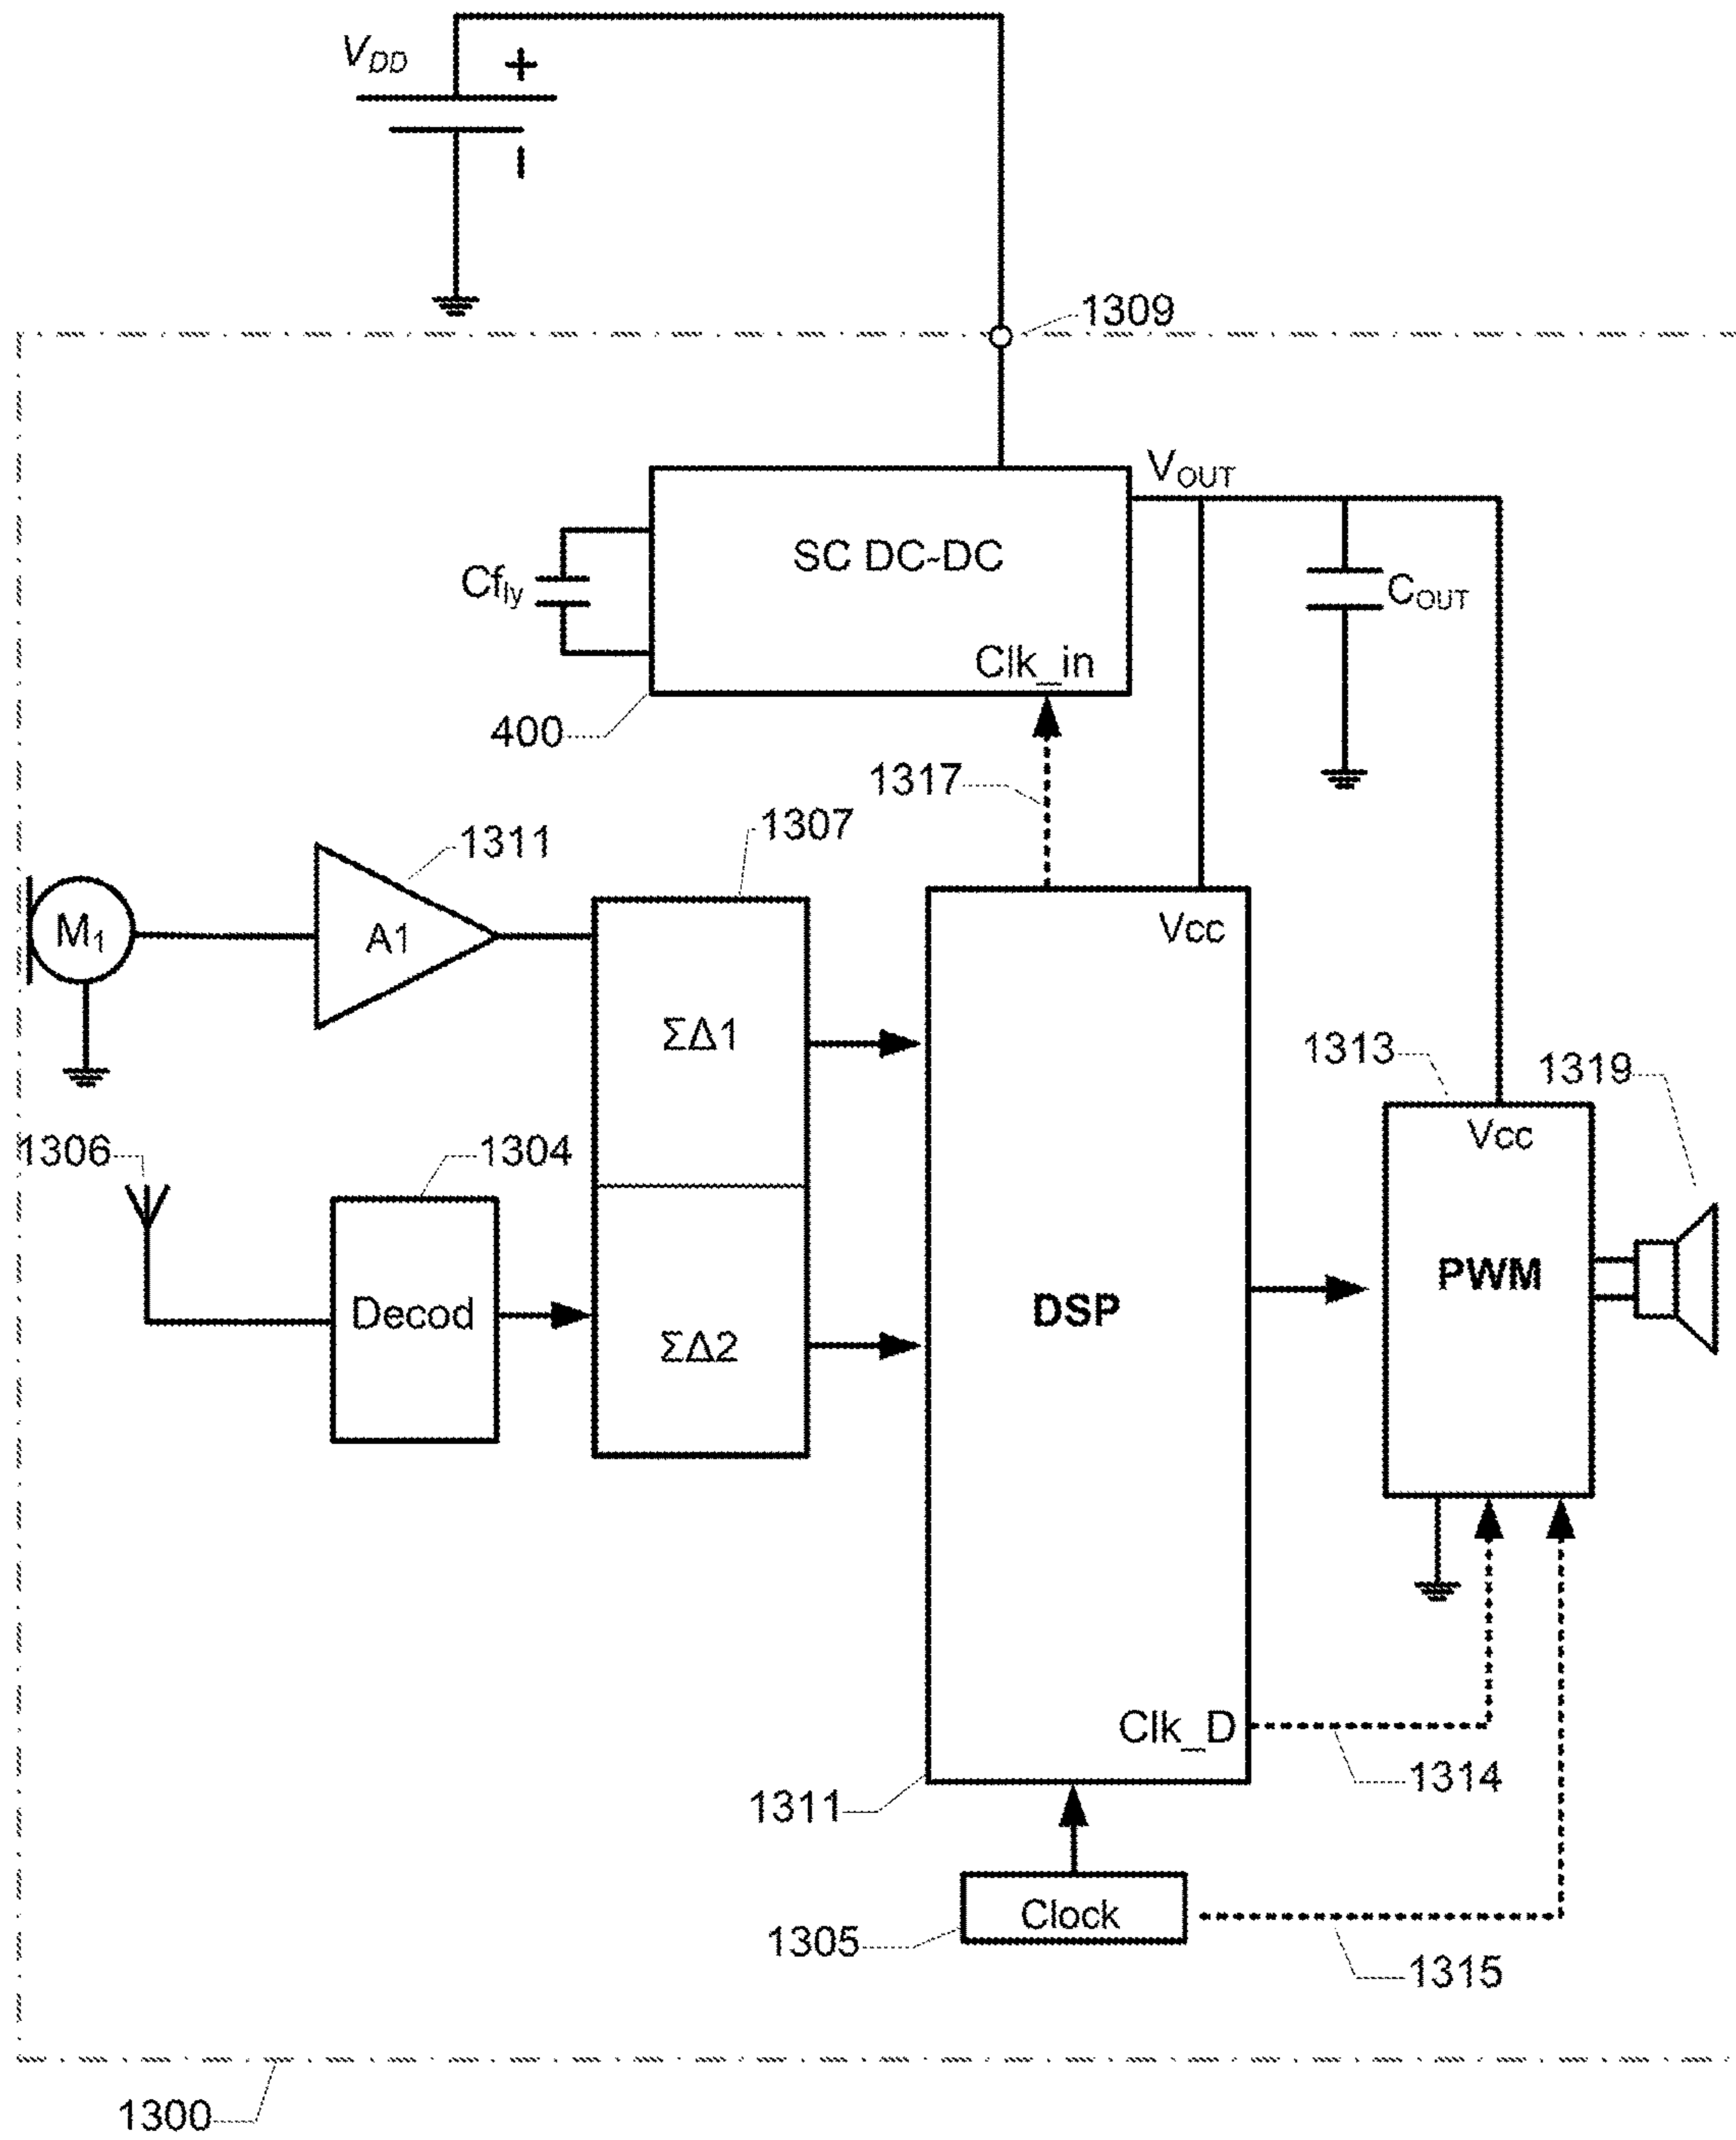 V_DD
+
1309
V_OUT
SC DC-DC
Cf_ly
C_OUT
Clk_in
400
1317
1307
1311
M_1
A1
Vcc
ΣΔ1
1313
1319
1306
1304
Vcc
Decod
PWM
DSP
ΣΔ2
Clk_D
1314
1311
Clock
1305
1315
1300